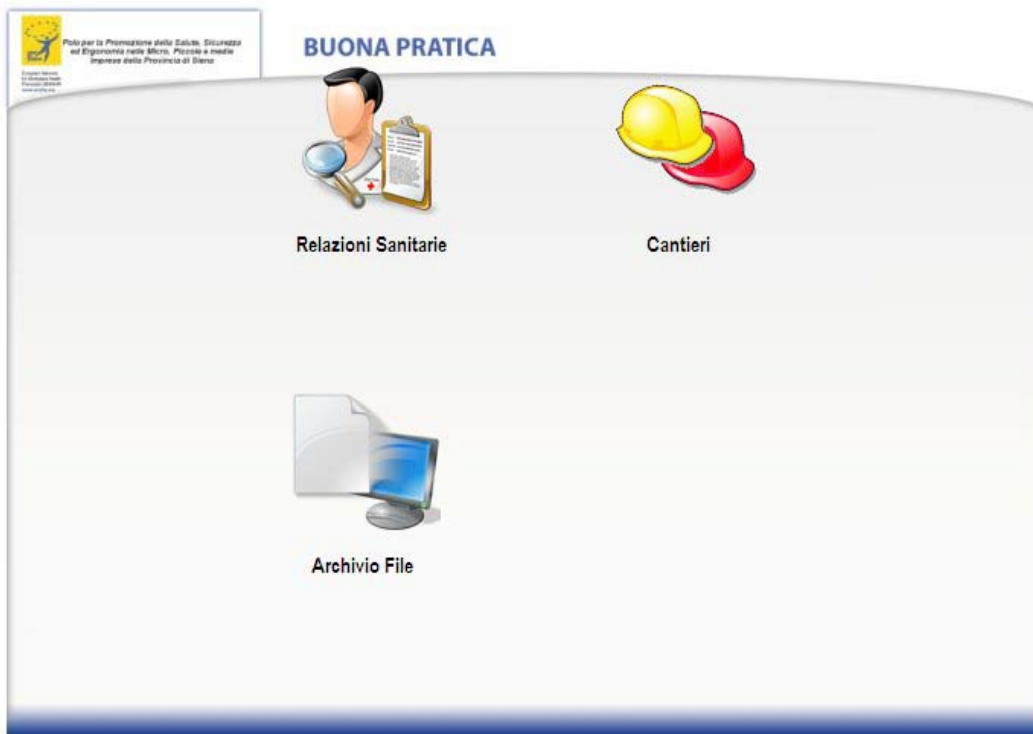 Polo per la Promozione della Salute, Sicurezza
ed Ergonomia nelle Micro, Piccole e medie
imprese della Provincia di Siena
BUONA PRATICA
Relazioni Sanitarie
Cantieri
Archivio File